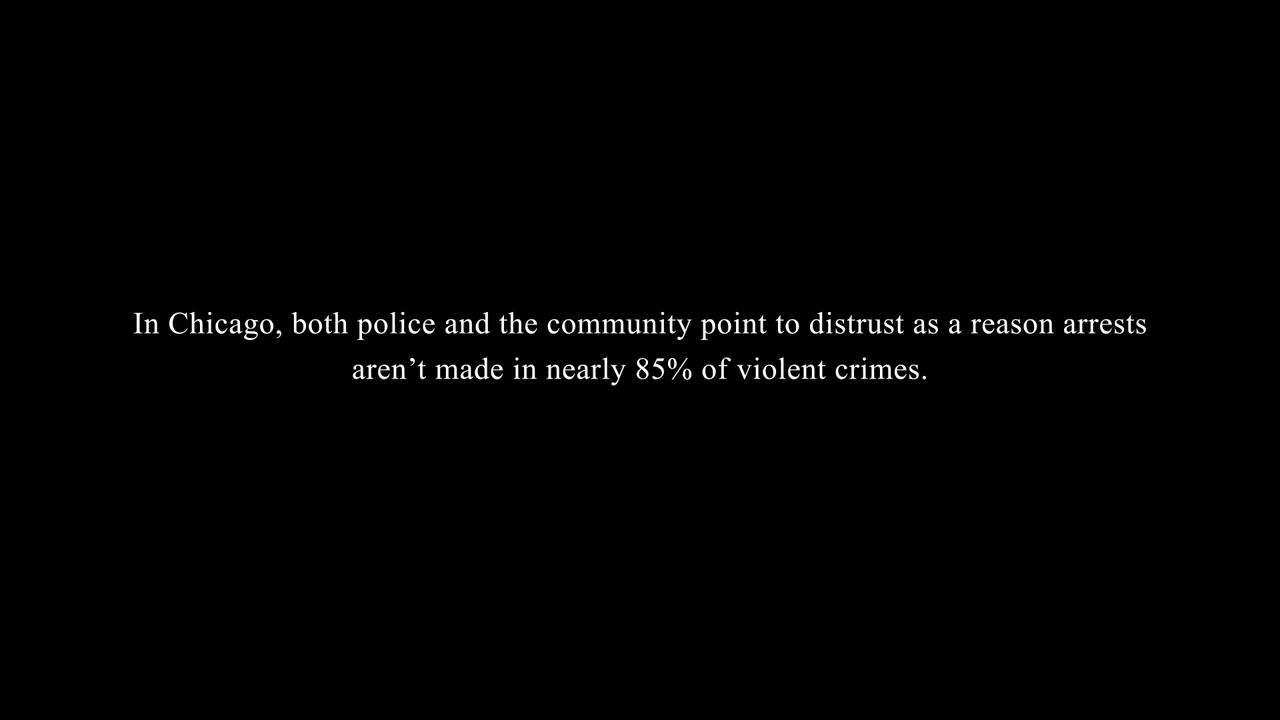 In Chicago, both police and the community point to distrust as a reason arrests
aren’t made in nearly 85% of violent crimes.